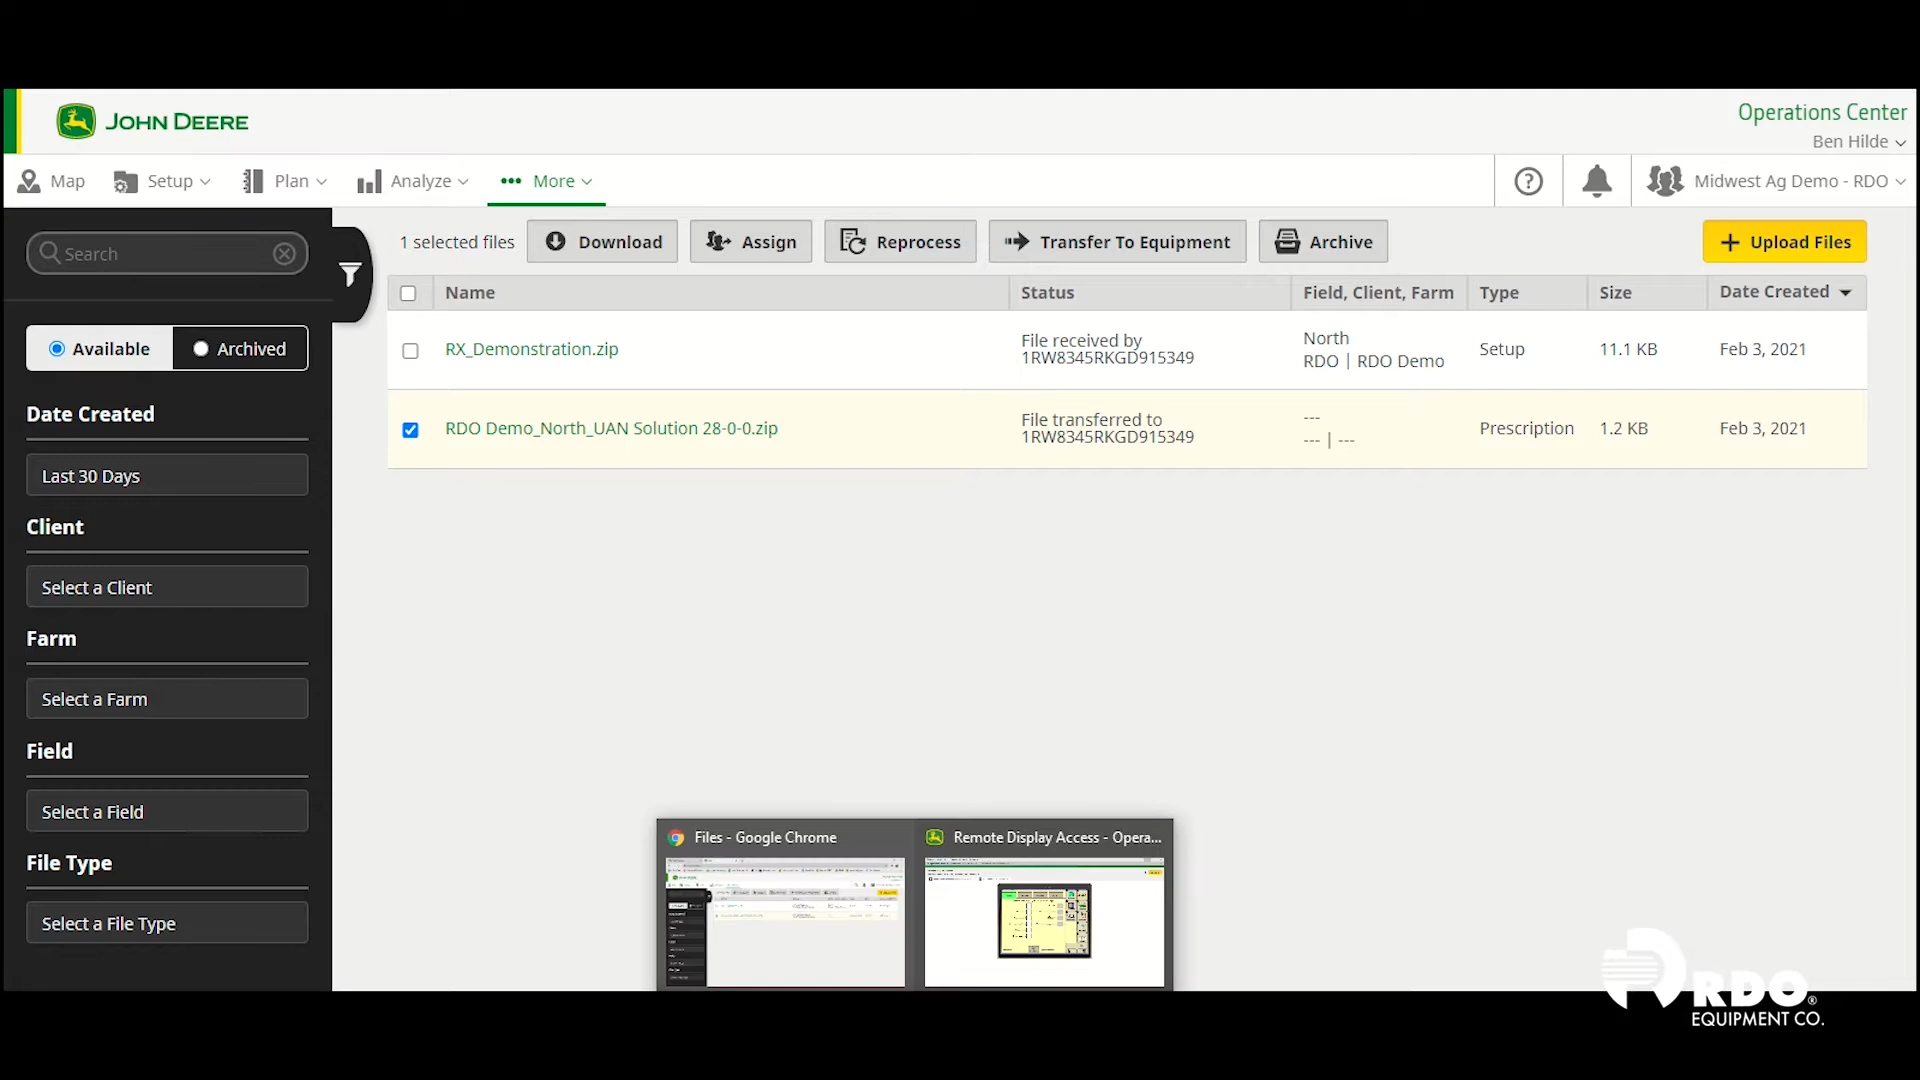 JOHN DEERE
Operations Center
Ben Hilde
Map
Setup
Plan
Analyze
More
Midwest Ag Demo - RDO
Search
Available
Archived
Date Created
Last 30 Days
Client
Select a Client
Farm
Select a Farm
Field
Select a Field
File Type
Select a File Type
1 selected files
Download
Assign
Reprocess
Transfer To Equipment
Archive
+ Upload Files
Name
Status
Field, Client, Farm
Type
Size
Date Created
RX_Demonstration.zip
File received by
1RW8345RKGD915349
North
RDO | RDO Demo
Setup
11.1 KB
Feb 3, 2021
RDO Demo_North_UAN Solution 28-0-0.zip
File transferred to
1RW8345RKGD915349
---
--- | ---
Prescription
1.2 KB
Feb 3, 2021
Files - Google Chrome
Remote Display Access - Opera...
RDO®
EQUIPMENT CO.